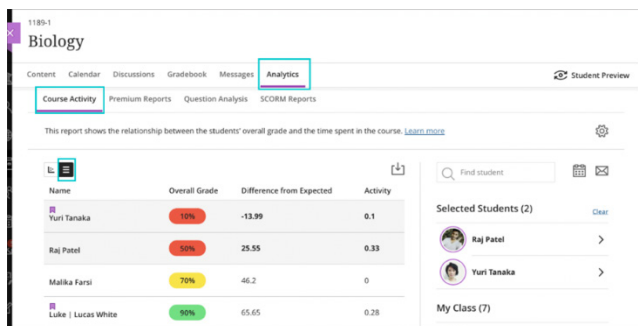 1189-1
Biology
Content Calendar Discussions Gradebook Messages Analytics Student Preview
Course Activity Premium Reports Question Analysis SCORM Reports
This report shows the relationship between the students' overall grade and the time spent in the course. Learn more
Find student
Name Overall Grade Difference from Expected Activity
Yuri Tanaka 10% -13.99 0.1
Raj Patel 50% 25.55 0.33
Malika Farsi 70% 46.2 0
Luke | Lucas White 90% 65.65 0.28
Selected Students (2) Clear
Raj Patel
Yuri Tanaka
My Class (7)